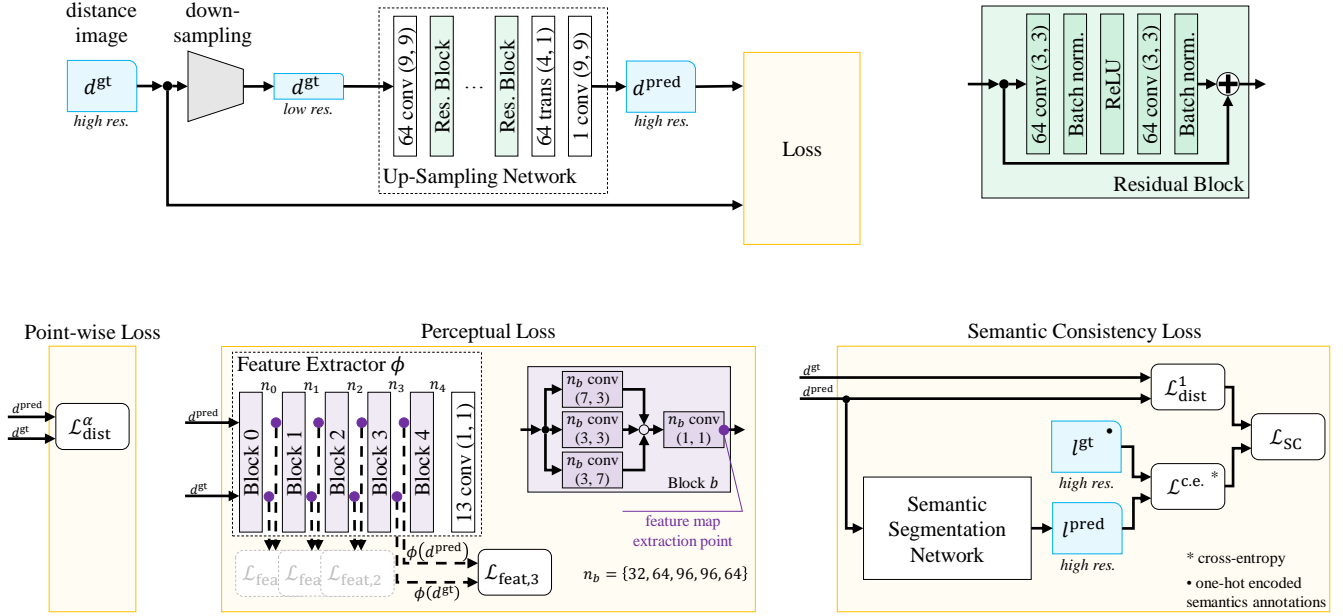 distance
image
down-
sampling
d^gt
high res.
d^gt
low res.
64 conv (9, 9)
Res. Block
...
Res. Block
64 trans (4, 1)
1 conv (9, 9)
Up-Sampling Network
d^pred
high res.
Loss
64 conv (3, 3)
Batch norm.
ReLU
64 conv (3, 3)
Batch norm.
Residual Block
Point-wise Loss
d^pred
d^gt
ℒ^α_dist
Perceptual Loss
Feature Extractor ϕ
n_0 n_1 n_2 n_3 n_4
d^pred
d^gt
Block 0
Block 1
Block 2
Block 3
Block 4
13 conv (1, 1)
ℒ_fea
ℒ_fea
ℒ_feat,2
ϕ(d^pred)
ϕ(d^gt)
ℒ_feat,3
n_b conv
(7, 3)
n_b conv
(3, 3)
n_b conv
(3, 7)
n_b conv
(1, 1)
Block b
feature map
extraction point
n_b = {32, 64, 96, 96, 64}
Semantic Consistency Loss
d^gt
d^pred
ℒ^1_dist
ℒ_SC
l^gt •
high res.
ℒ^c.e. *
Semantic
Segmentation
Network
l^pred
high res.
* cross-entropy
• one-hot encoded
semantics annotations